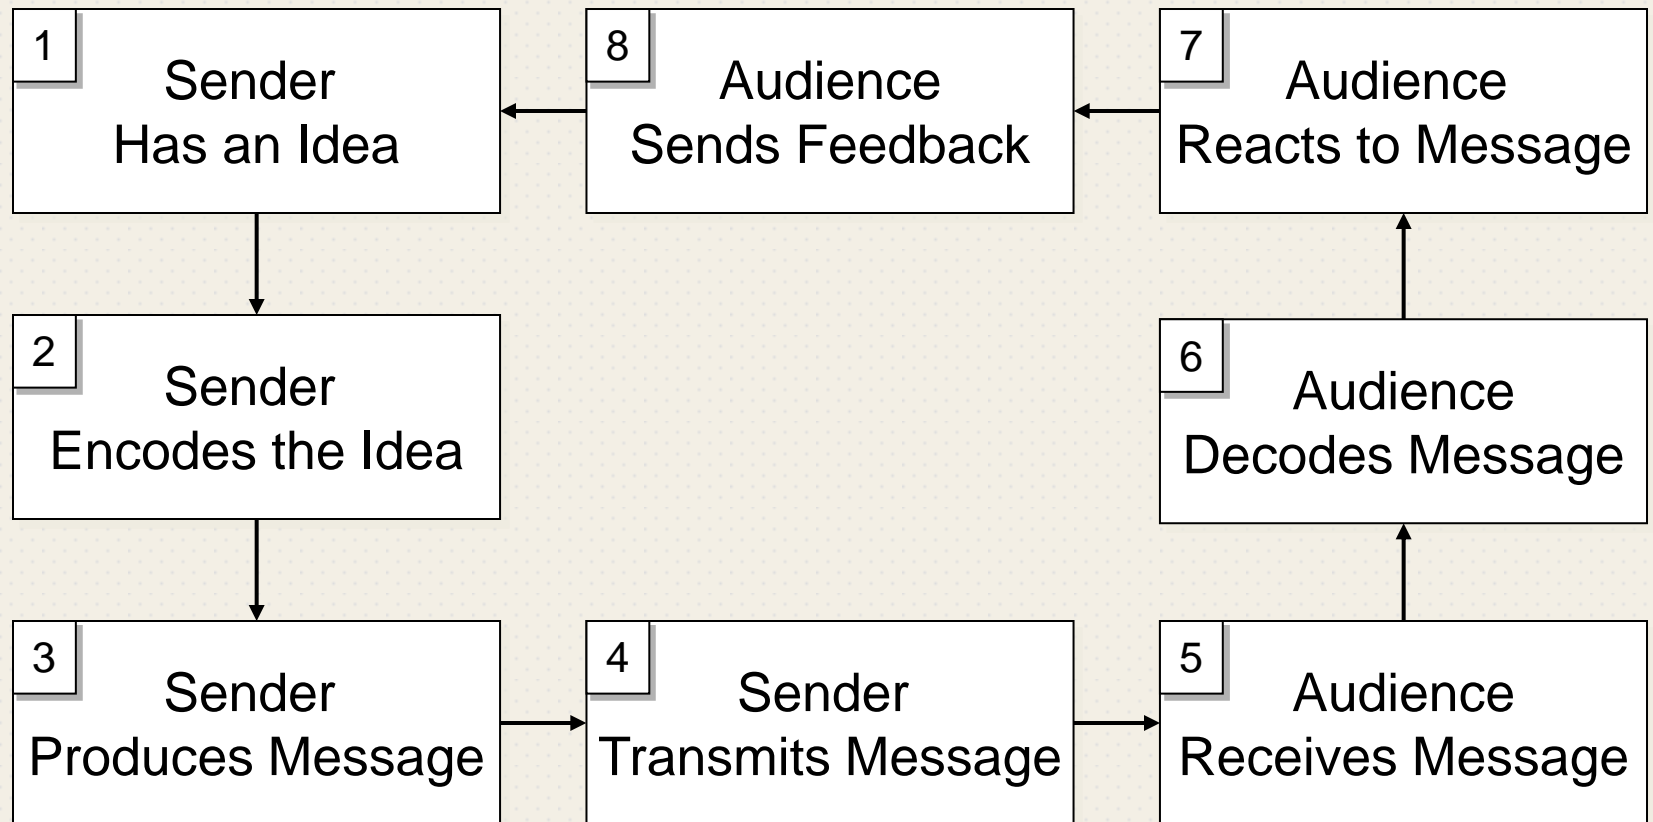 1
Sender
Has an Idea
8
Audience
Sends Feedback
7
Audience
Reacts to Message
2
Sender
Encodes the Idea
6
Audience
Decodes Message
3
Sender
Produces Message
4
Sender
Transmits Message
5
Audience
Receives Message